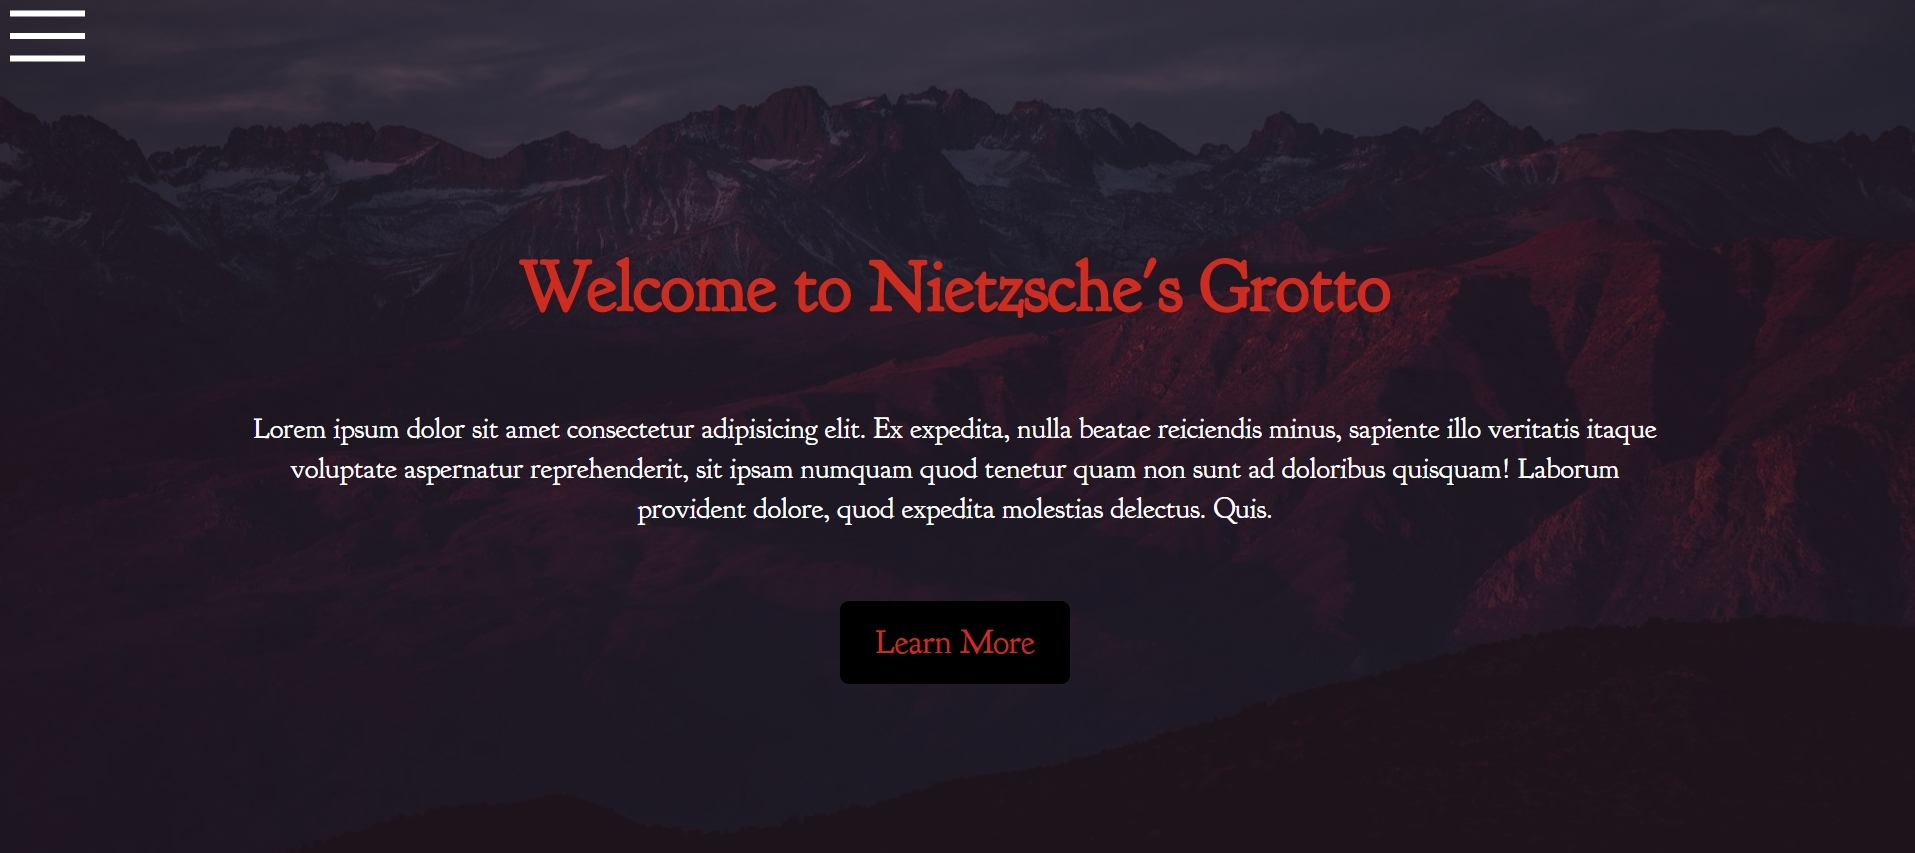 Welcome to Nietzsche's Grotto
Lorem ipsum dolor sit amet consectetur adipisicing elit. Ex expedita, nulla beatae reiciendis minus, sapiente illo veritatis itaque
voluptate aspernatur reprehenderit, sit ipsam numquam quod tenetur quam non sunt ad doloribus quisquam! Laborum
provident dolore, quod expedita molestias delectus. Quis.
Learn More